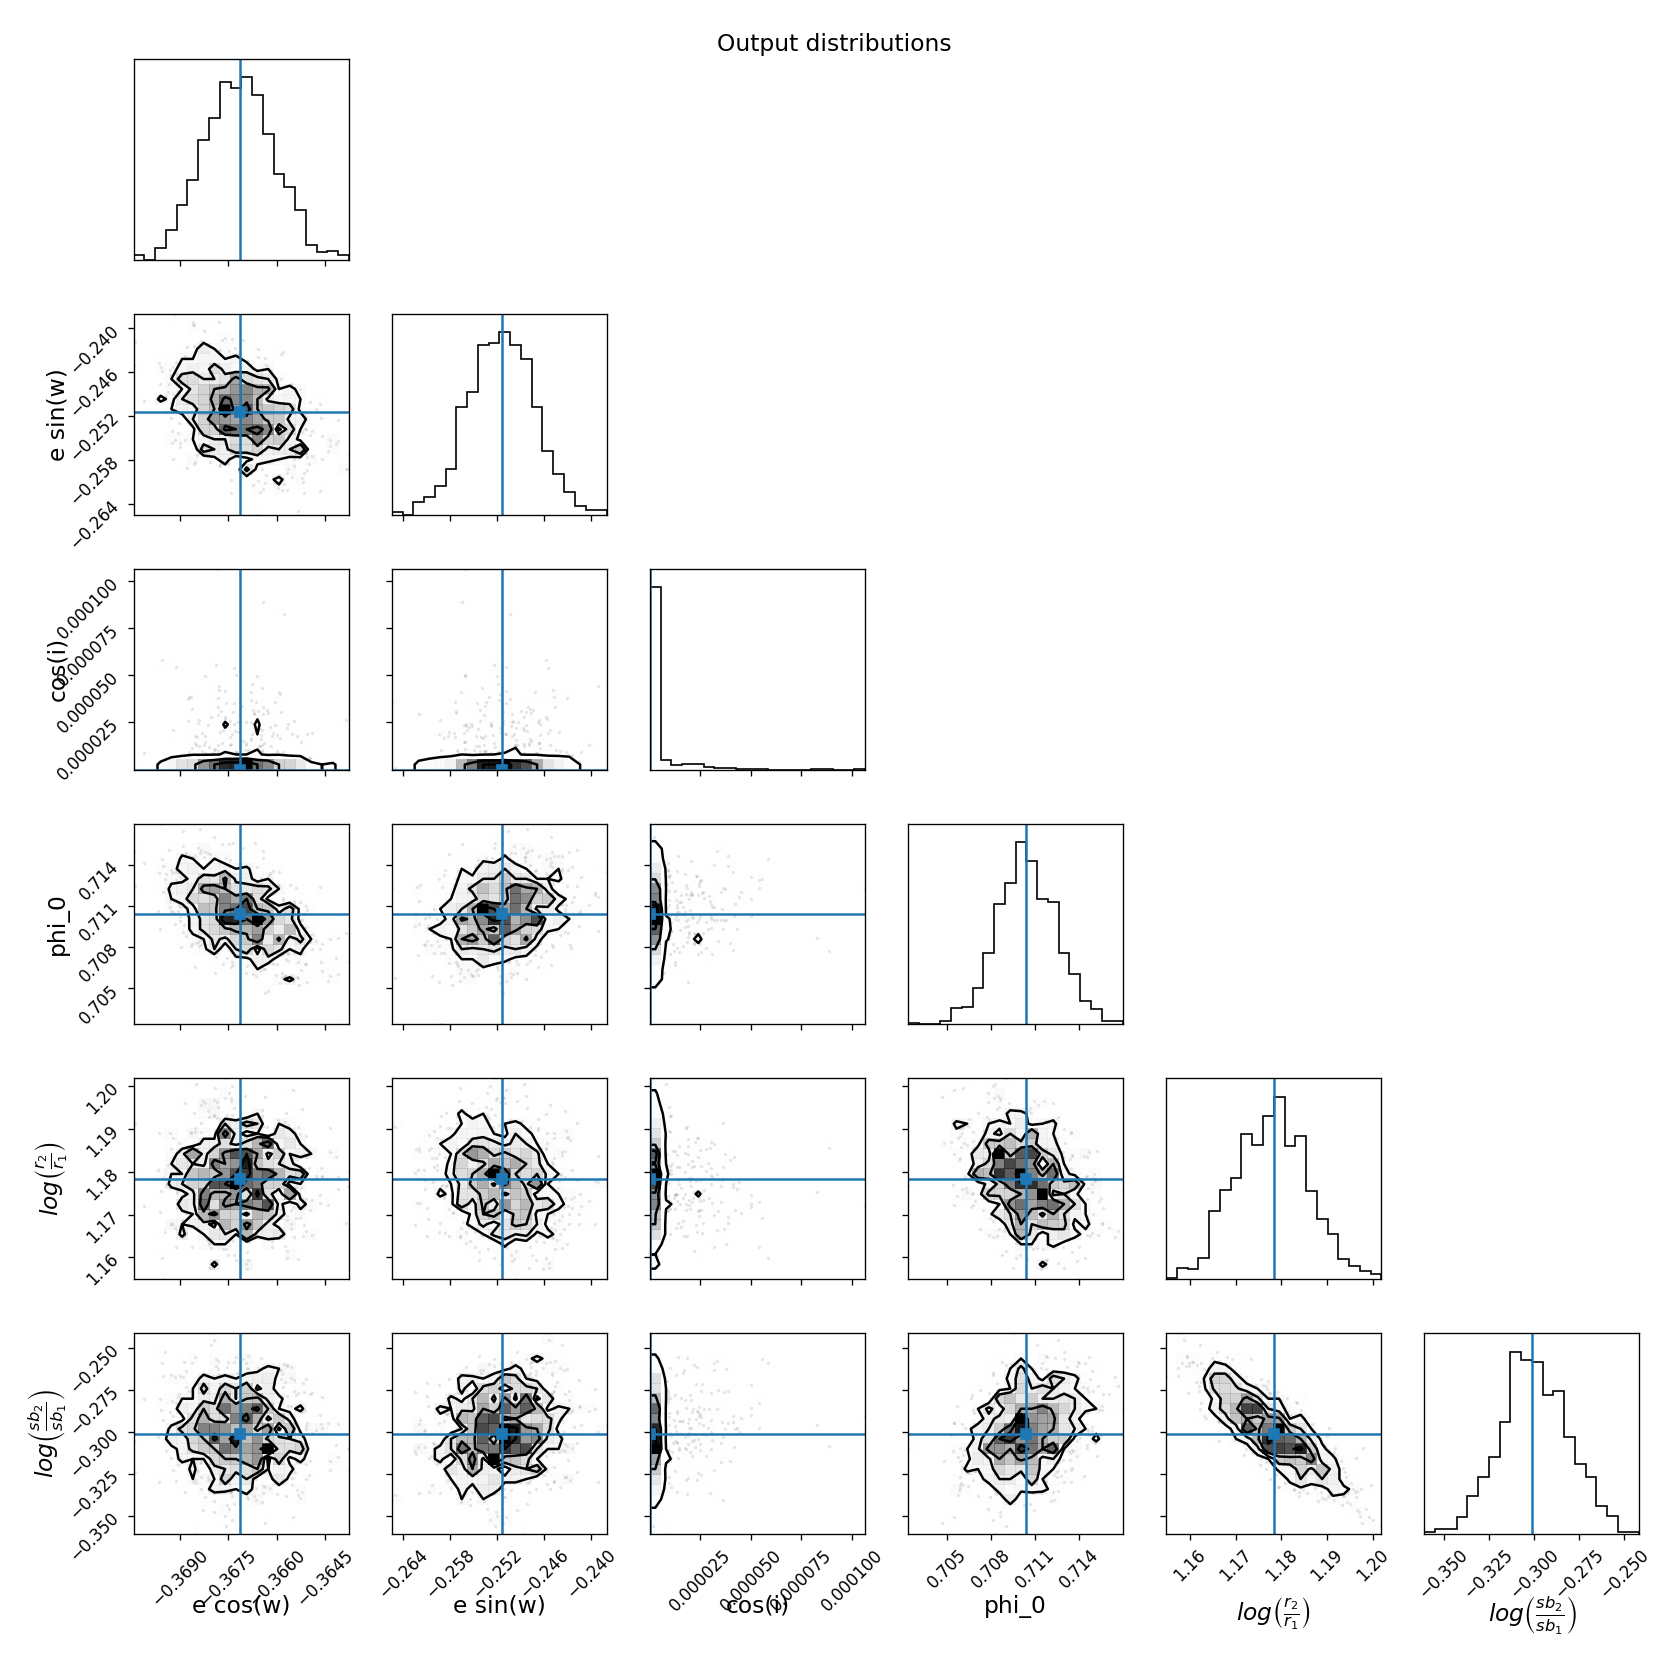 Output distributions
e sin(w)
−0.240
−0.246
−0.252
−0.258
−0.264
cos(i)
0.000100
0.000075
0.000050
0.000025
phi_0
0.714
0.711
0.708
0.705
log(r₂/r₁)
1.20
1.19
1.18
1.17
1.16
log(sb₂/sb₁)
−0.250
−0.275
−0.300
−0.325
−0.350
−0.3690 −0.3675 −0.3660 −0.3645
−0.264 −0.258 −0.252 −0.246 −0.240
0.000025 0.000050 0.000075 0.000100
0.705 0.708 0.711 0.714
1.16 1.17 1.18 1.19 1.20
−0.350 −0.325 −0.300 −0.275 −0.250
e cos(w)
e sin(w)
cos(i)
phi_0
log(r₂/r₁)
log(sb₂/sb₁)